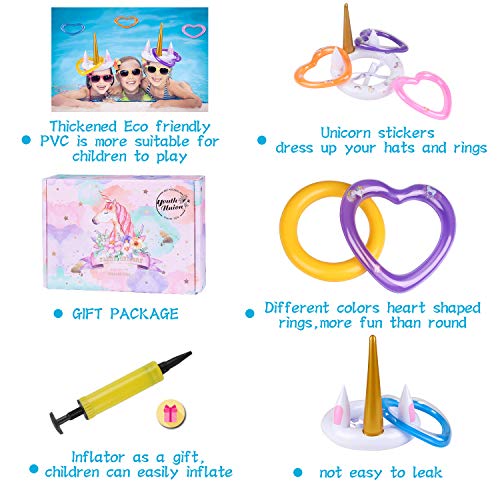 Thickened Eco friendly
PVC is more suitable for
children to play
Unicorn stickers
dress up your hats and rings
Youth
Union
GIFT PACKAGE
Different colors heart shaped
rings,more fun than round
Inflator as a gift,
children can easily inflate
not easy to leak